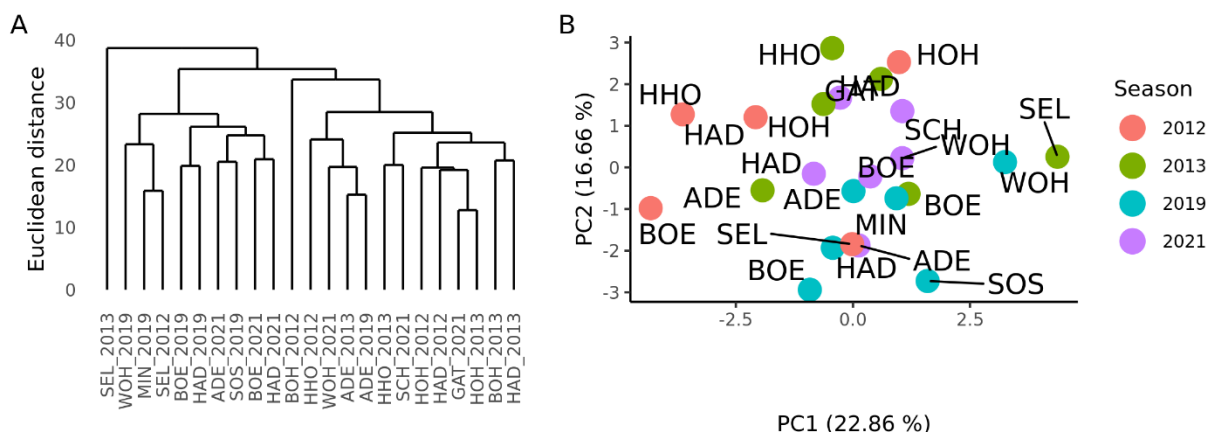 A
40
30
20
10
0
Euclidean distance
SEL_2013
WOH_2019
MIN_2019
SEL_2012
BOE_2019
HAD_2019
ADE_2021
SOS_2019
BOE_2021
HAD_2021
BOH_2012
HHO_2012
WOH_2021
ADE_2013
ADE_2019
HHO_2013
SCH_2021
HOH_2012
HAD_2012
GAT_2021
HOH_2013
BOH_2013
HAD_2013
B
3
2
1
0
-1
-2
-3
PC2 (16.66 %)
HHO
HOH
HAD
GAT
HHO
HAD
HOH
SEL
SCH
WOH
HAD
BOE
WOH
ADE
ADE
BOE
BOE
SEL
MIN
BOE
HAD
ADE
SOS
-2.5
0.0
2.5
PC1 (22.86 %)
Season
2012
2013
2019
2021